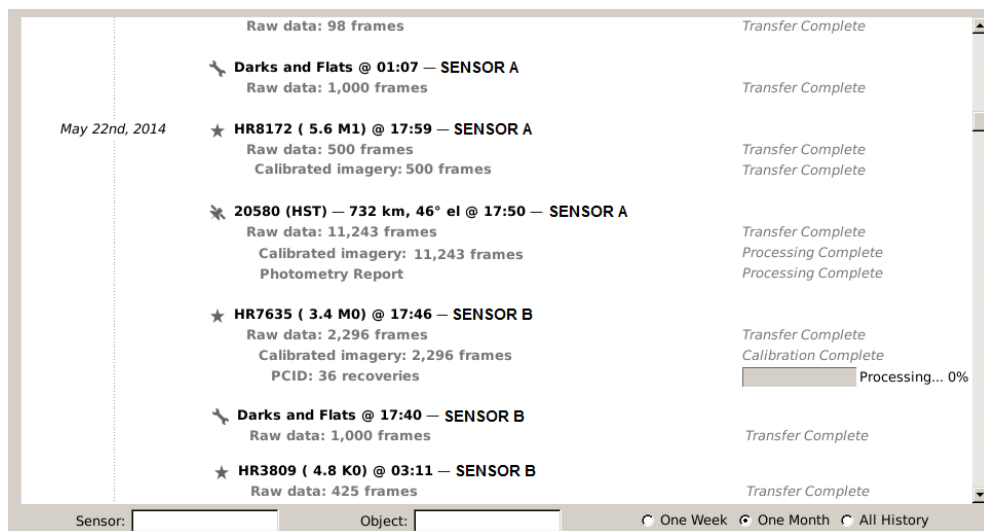 Raw data: 98 frames Transfer Complete
Darks and Flats @ 01:07 — SENSOR A
Raw data: 1,000 frames Transfer Complete
May 22nd, 2014 HR8172 ( 5.6 M1) @ 17:59 — SENSOR A
Raw data: 500 frames Transfer Complete
Calibrated imagery: 500 frames Transfer Complete
20580 (HST) — 732 km, 46° el @ 17:50 — SENSOR A
Raw data: 11,243 frames Transfer Complete
Calibrated imagery: 11,243 frames Processing Complete
Photometry Report Processing Complete
HR7635 ( 3.4 M0) @ 17:46 — SENSOR B
Raw data: 2,296 frames Transfer Complete
Calibrated imagery: 2,296 frames Calibration Complete
PCID: 36 recoveries Processing... 0%
Darks and Flats @ 17:40 — SENSOR B
Raw data: 1,000 frames Transfer Complete
HR3809 ( 4.8 K0) @ 03:11 — SENSOR B
Raw data: 425 frames Transfer Complete
Sensor: Object: One Week One Month All History